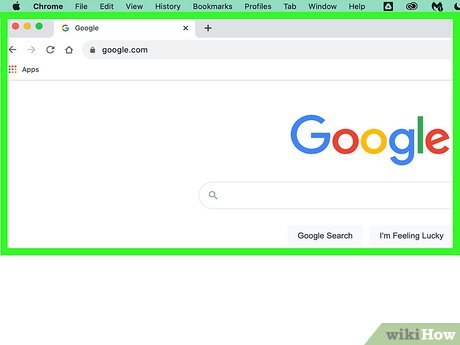 Chrome File Edit View History Bookmarks Profiles Tab Window Help
Google
google.com
Apps
Google
Google Search I'm Feeling Lucky
wikiHow